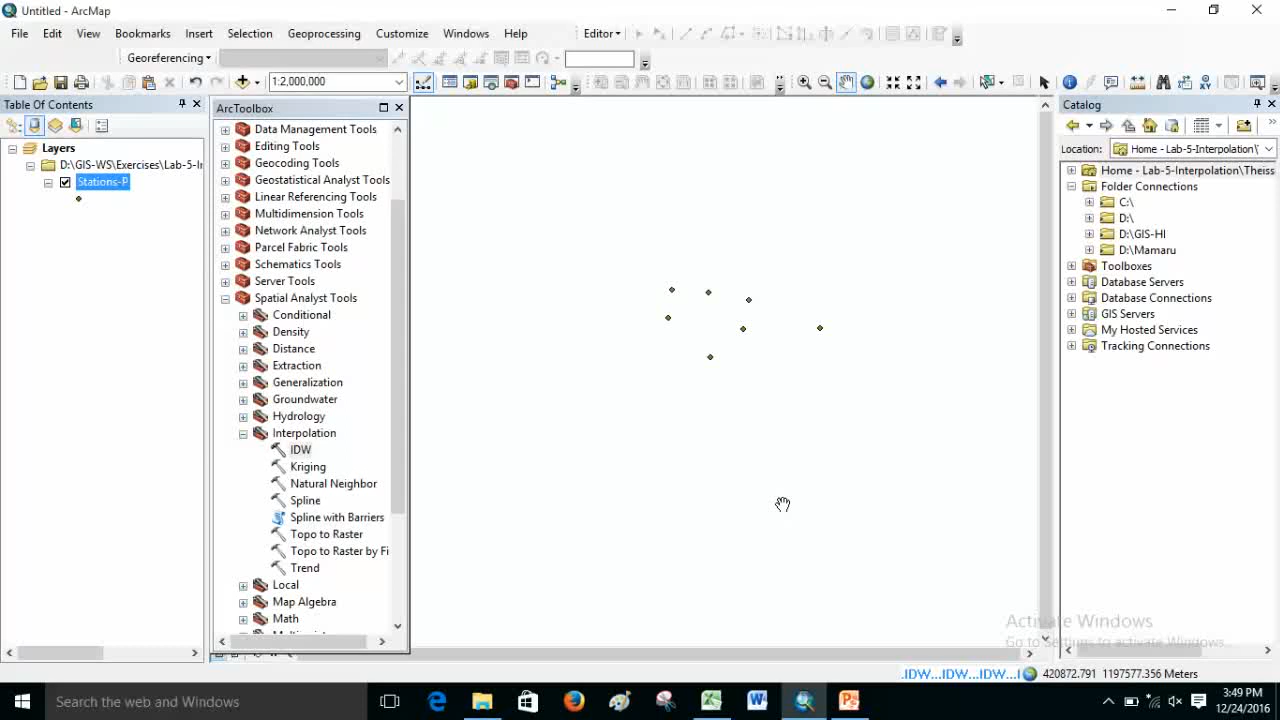 Untitled - ArcMap
File Edit View Bookmarks Insert Selection Geoprocessing Customize Windows Help Editor
Georeferencing
1:2,000,000
Table Of Contents
Layers
D:\GIS-WS\Exercises\Lab-5-Ir
Stations-P
ArcToolbox
Data Management Tools
Editing Tools
Geocoding Tools
Geostatistical Analyst Tools
Linear Referencing Tools
Multidimension Tools
Network Analyst Tools
Parcel Fabric Tools
Schematics Tools
Server Tools
Spatial Analyst Tools
Conditional
Density
Distance
Extraction
Generalization
Groundwater
Hydrology
Interpolation
IDW
Kriging
Natural Neighbor
Spline
Spline with Barriers
Topo to Raster
Topo to Raster by Fi
Trend
Local
Map Algebra
Math
Catalog
Location: Home - Lab-5-Interpolation\
Home - Lab-5-Interpolation\Theiss
Folder Connections
C:\
D:\
D:\GIS-HI
D:\Mamaru
Toolboxes
Database Servers
Database Connections
GIS Servers
My Hosted Services
Tracking Connections
Activate Windows
Go to Settings to activate Windows.
.IDW...IDW...IDW...I 420872.791 1197577.356 Meters
Search the web and Windows
3:49 PM
12/24/2016